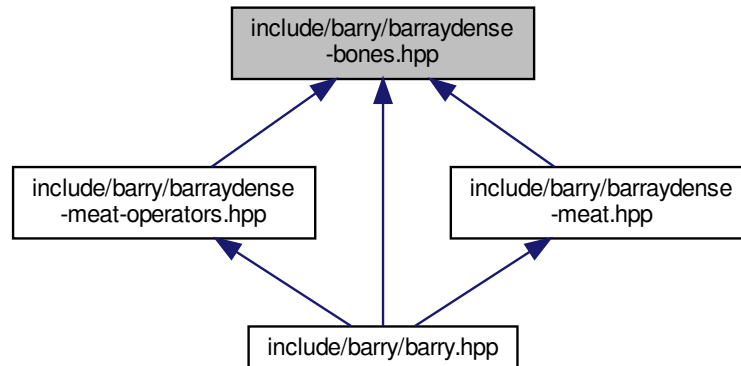 include/barry/barraydense
-bones.hpp
include/barry/barraydense
-meat-operators.hpp
include/barry/barraydense
-meat.hpp
include/barry/barry.hpp